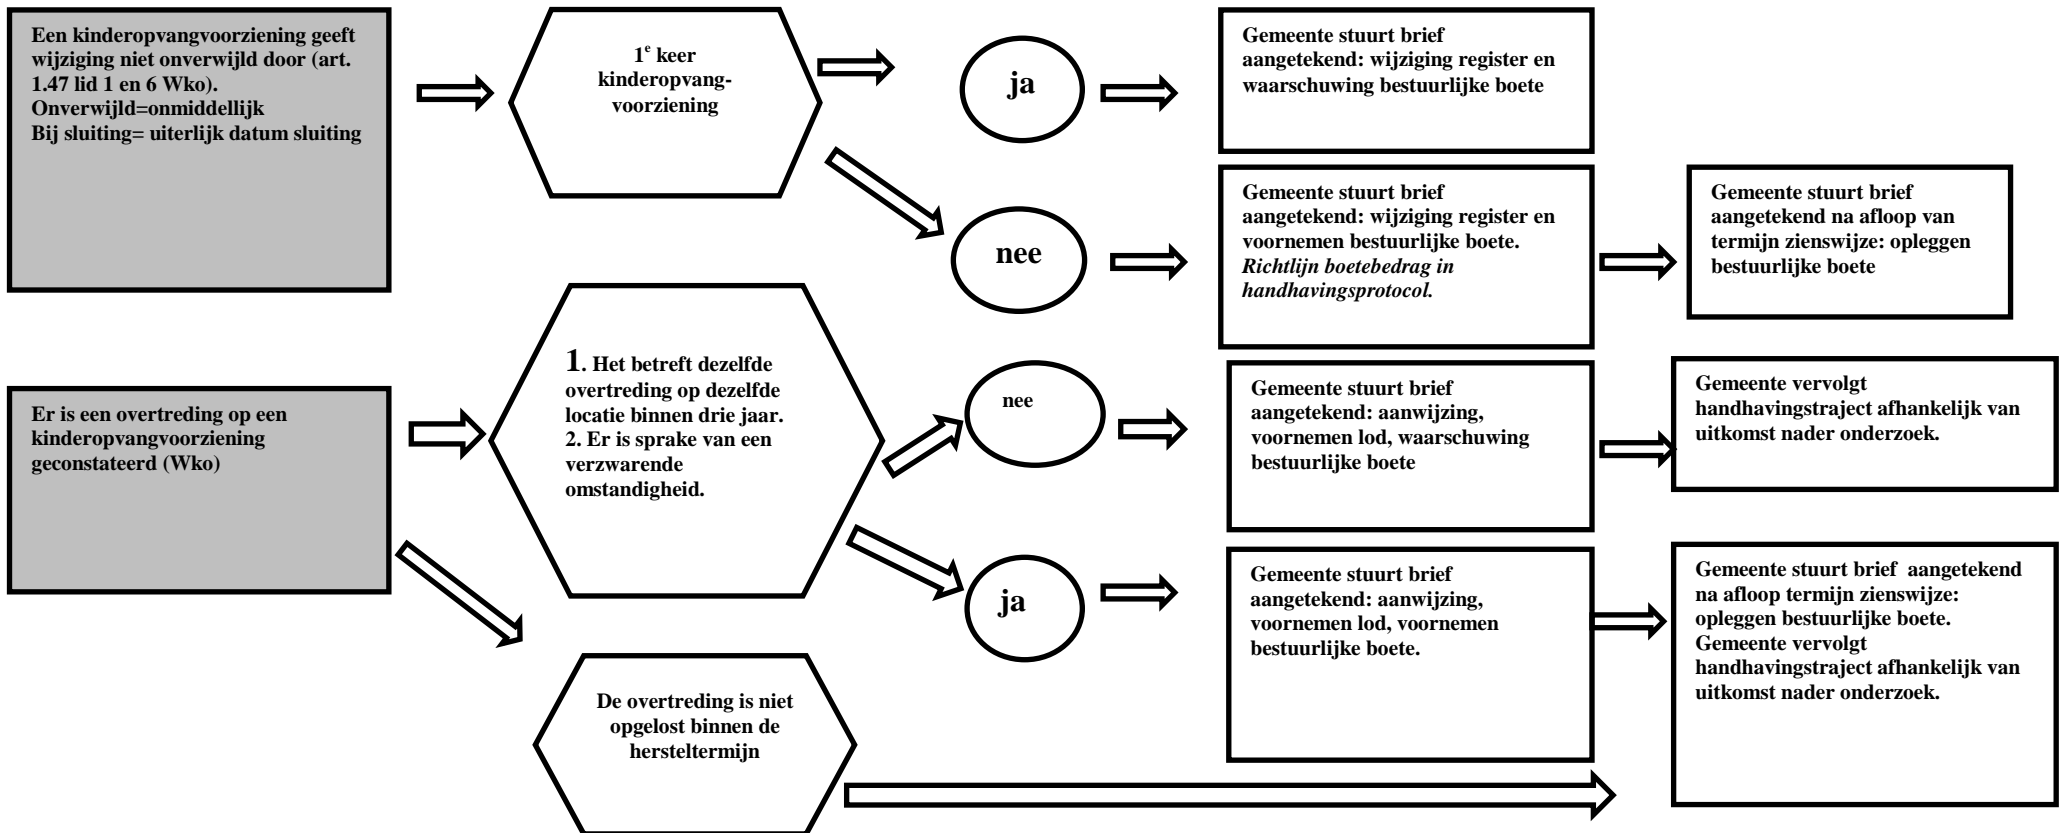 Een kinderopvangvoorziening geeft
wijziging niet onverwijld door (art.
1.47 lid 1 en 6 Wko).
Onverwijld=onmiddellijk
Bij sluiting= uiterlijk datum sluiting
1e keer
kinderopvang-
voorziening
ja
Gemeente stuurt brief
aangetekend: wijziging register en
waarschuwing bestuurlijke boete
nee
Gemeente stuurt brief
aangetekend: wijziging register en
voornemen bestuurlijke boete.
Richtlijn boetebedrag in
handhavingsprotocol.
Gemeente stuurt brief
aangetekend na afloop van
termijn zienswijze: opleggen
bestuurlijke boete
Er is een overtreding op een
kinderopvangvoorziening
geconstateerd (Wko)
1. Het betreft dezelfde
overtreding op dezelfde
locatie binnen drie jaar.
2. Er is sprake van een
verzwarende
omstandigheid.
nee
Gemeente stuurt brief
aangetekend: aanwijzing,
voornemen lod, waarschuwing
bestuurlijke boete
Gemeente vervolgt
handhavingstraject afhankelijk van
uitkomst nader onderzoek.
ja
Gemeente stuurt brief
aangetekend: aanwijzing,
voornemen lod, voornemen
bestuurlijke boete.
Gemeente stuurt brief aangetekend
na afloop termijn zienswijze:
opleggen bestuurlijke boete.
Gemeente vervolgt
handhavingstraject afhankelijk van
uitkomst nader onderzoek.
De overtreding is niet
opgelost binnen de
hersteltermijn